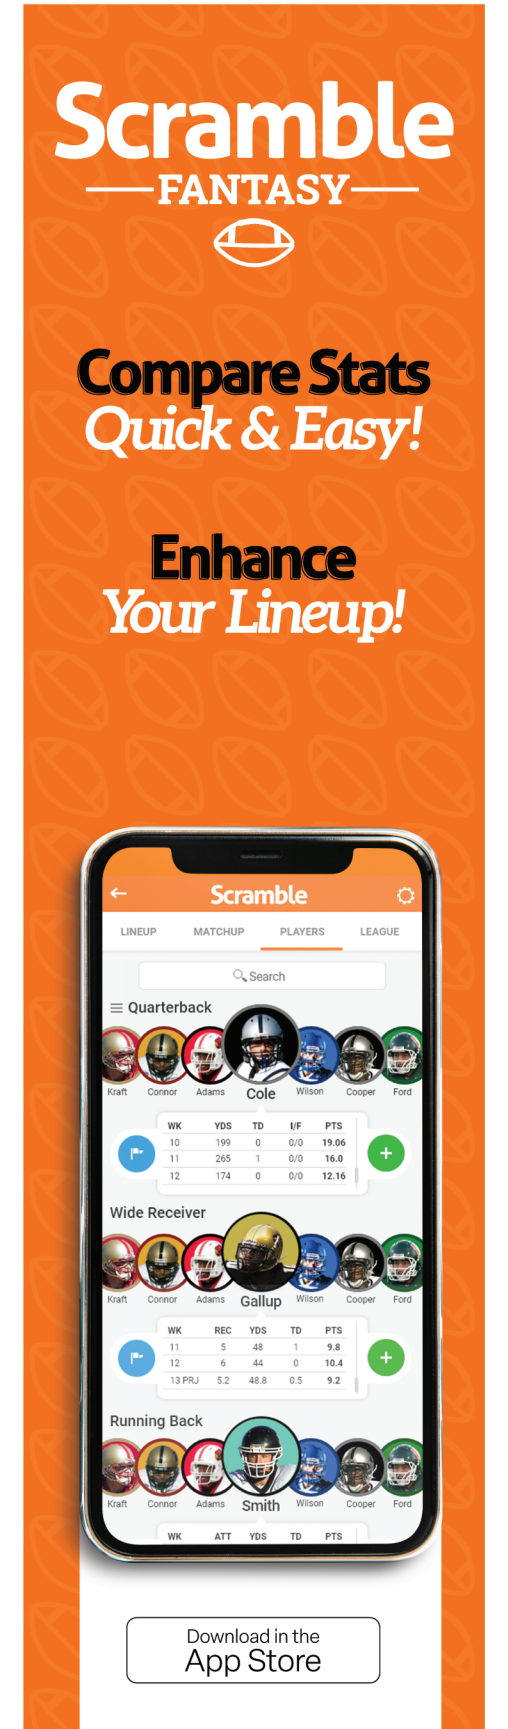 Scramble
FANTASY
Compare Stats
Quick & Easy!
Enhance
Your Lineup!
Scramble
LINEUP MATCHUP PLAYERS LEAGUE
Search
Quarterback
Kraft Connor Adams Cole Wilson Cooper Ford
WK YDS TD I/F PTS
10 199 0 0/0 19.06
11 265 1 0/0 16.0
12 174 0 0/0 12.16
Wide Receiver
Kraft Connor Adams Gallup Wilson Cooper Ford
WK REC YDS TD PTS
11 5 48 1 9.8
12 6 44 0 10.4
13 PRJ 5.2 48.8 0.5 9.2
Running Back
Kraft Connor Adams Smith Wilson Cooper Ford
WK ATT YDS TD PTS
Download in the
App Store